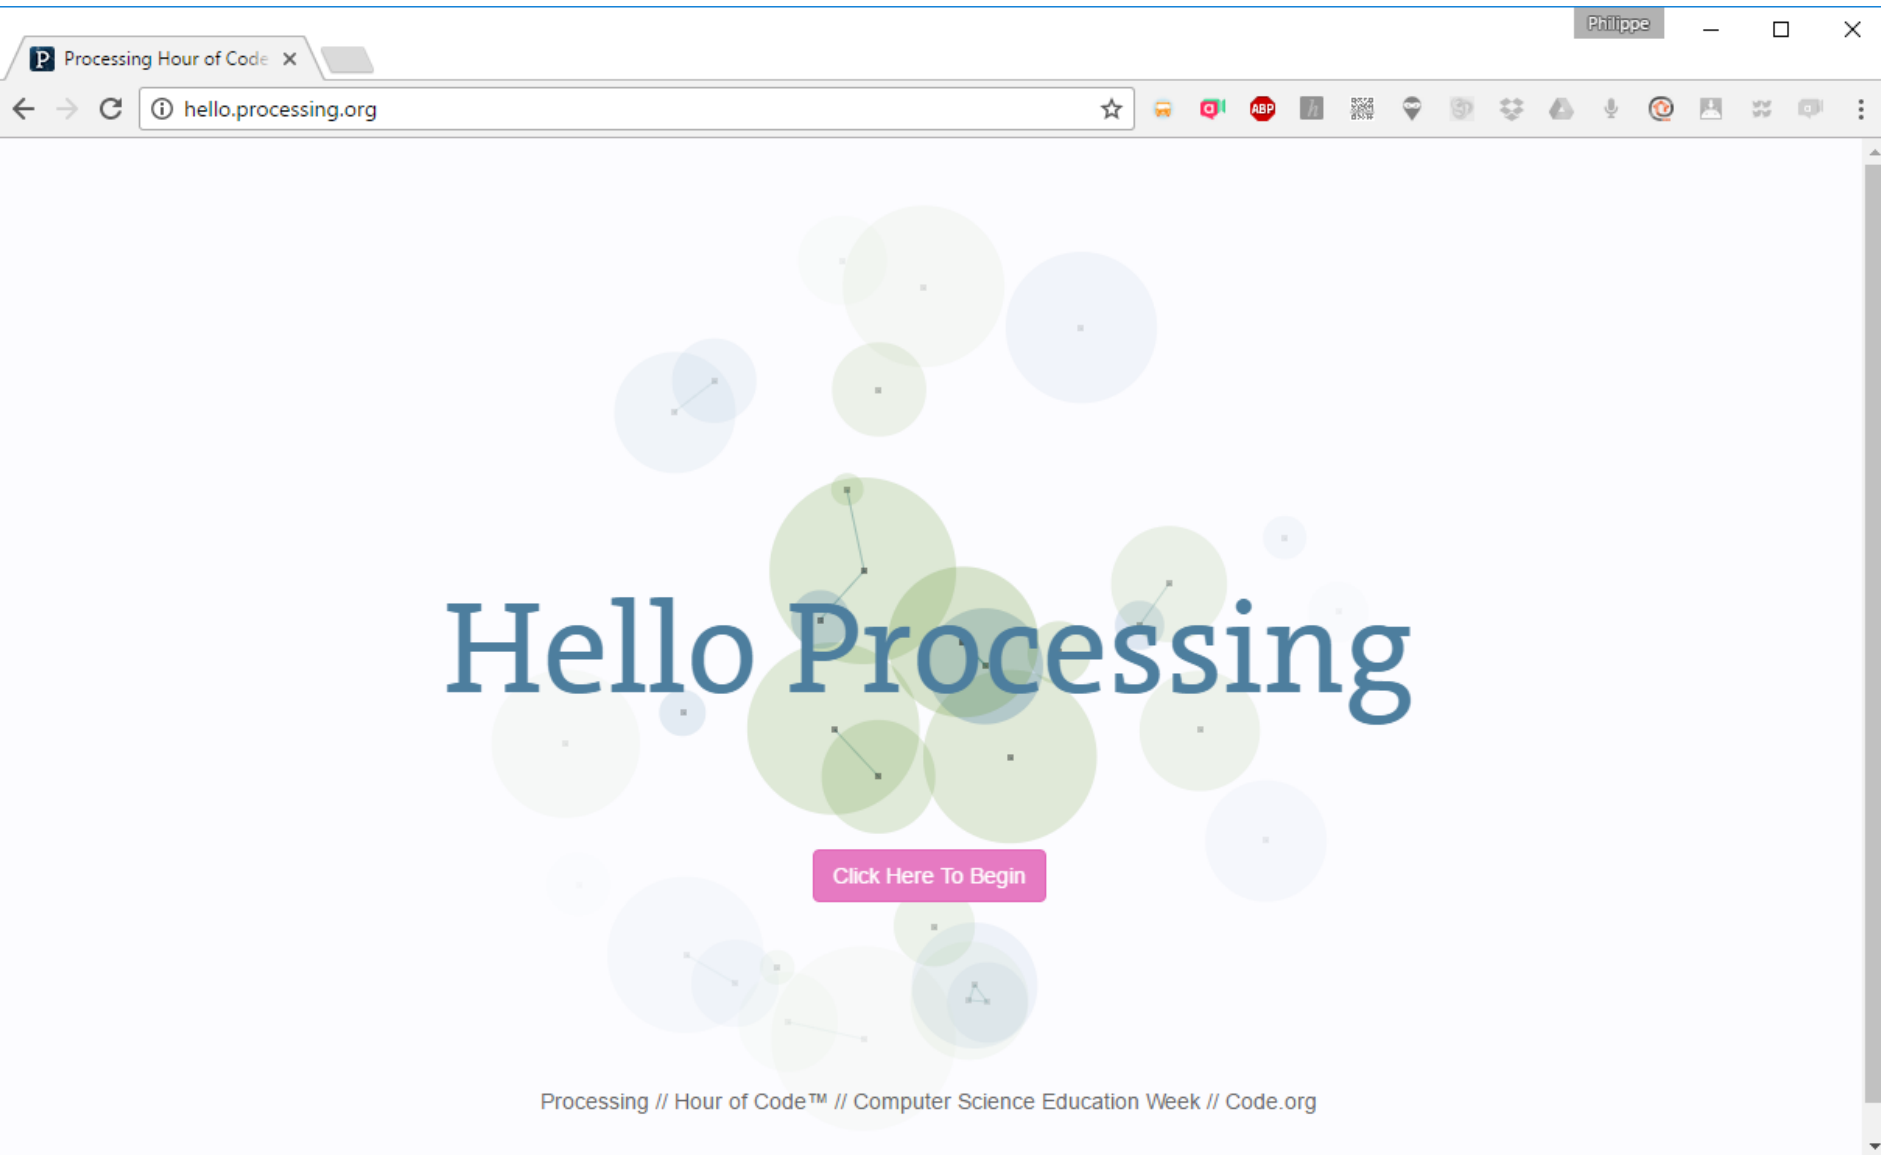 Philippe
P Processing Hour of Code
hello.processing.org
ABP
h
Hello Processing
Click Here To Begin
Processing // Hour of Code™ // Computer Science Education Week // Code.org